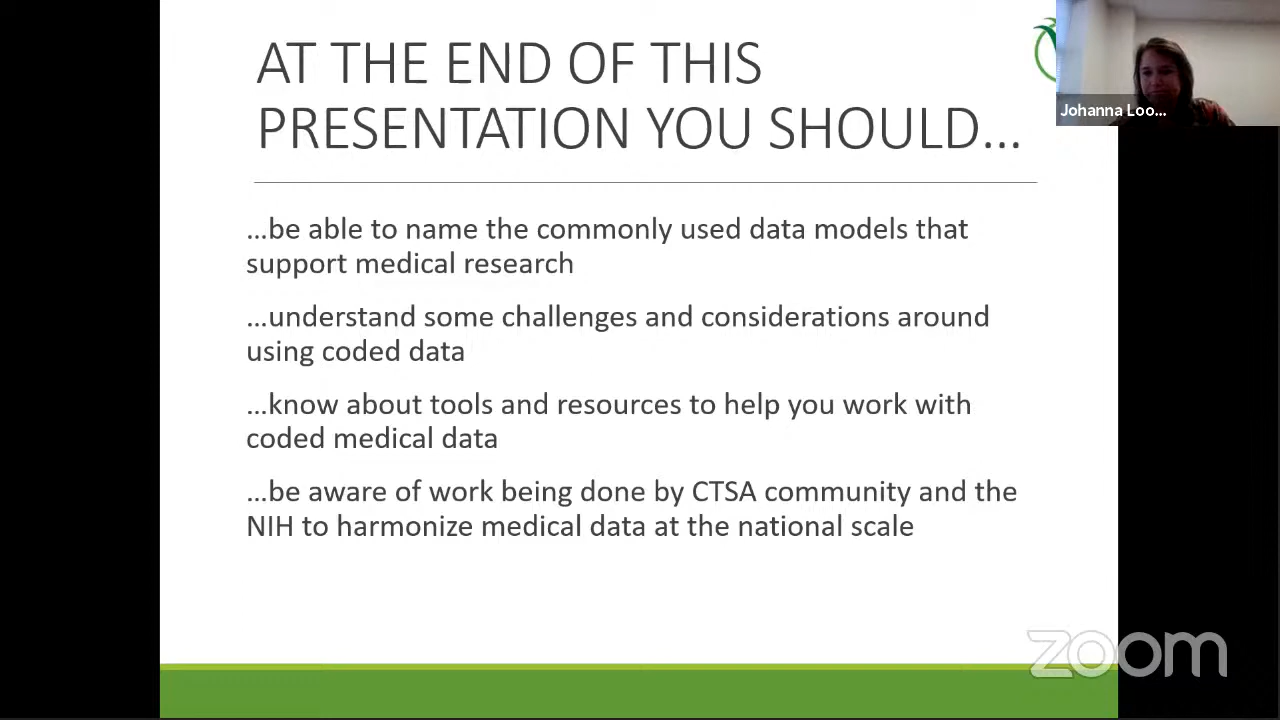 AT THE END OF THIS
PRESENTATION YOU SHOULD...
Johanna Loo...
...be able to name the commonly used data models that
support medical research
...understand some challenges and considerations around
using coded data
...know about tools and resources to help you work with
coded medical data
...be aware of work being done by CTSA community and the
NIH to harmonize medical data at the national scale
zoom